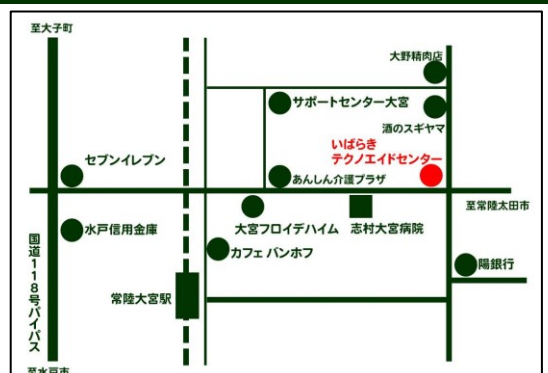 至大子町
大野精肉店
サポートセンター大宮
酒のスギヤマ
いばらき
テクノエイドセンター
セブンイレブン
あんしん介護プラザ
至常陸太田市
水戸信用金庫
大宮フロイデハイム
志村大宮病院
カフェ バンホフ
国道118号バイパス
陽銀行
常陸大宮駅
至水戸市